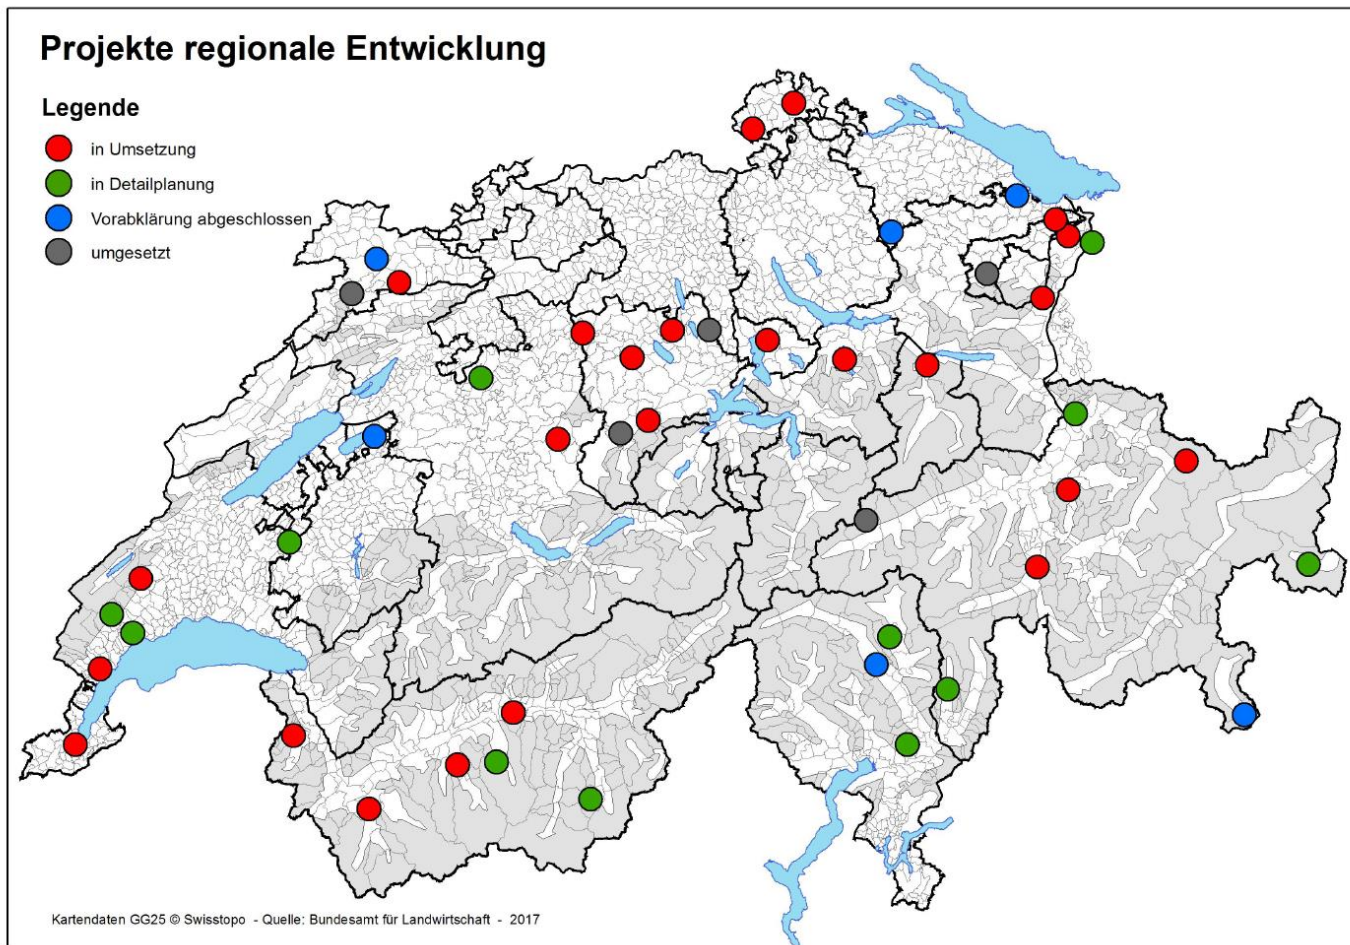 Projekte regionale Entwicklung
Legende
in Umsetzung
in Detailplanung
Vorabklärung abgeschlossen
umgesetzt
Kartendaten GG25 © Swisstopo - Quelle: Bundesamt für Landwirtschaft - 2017